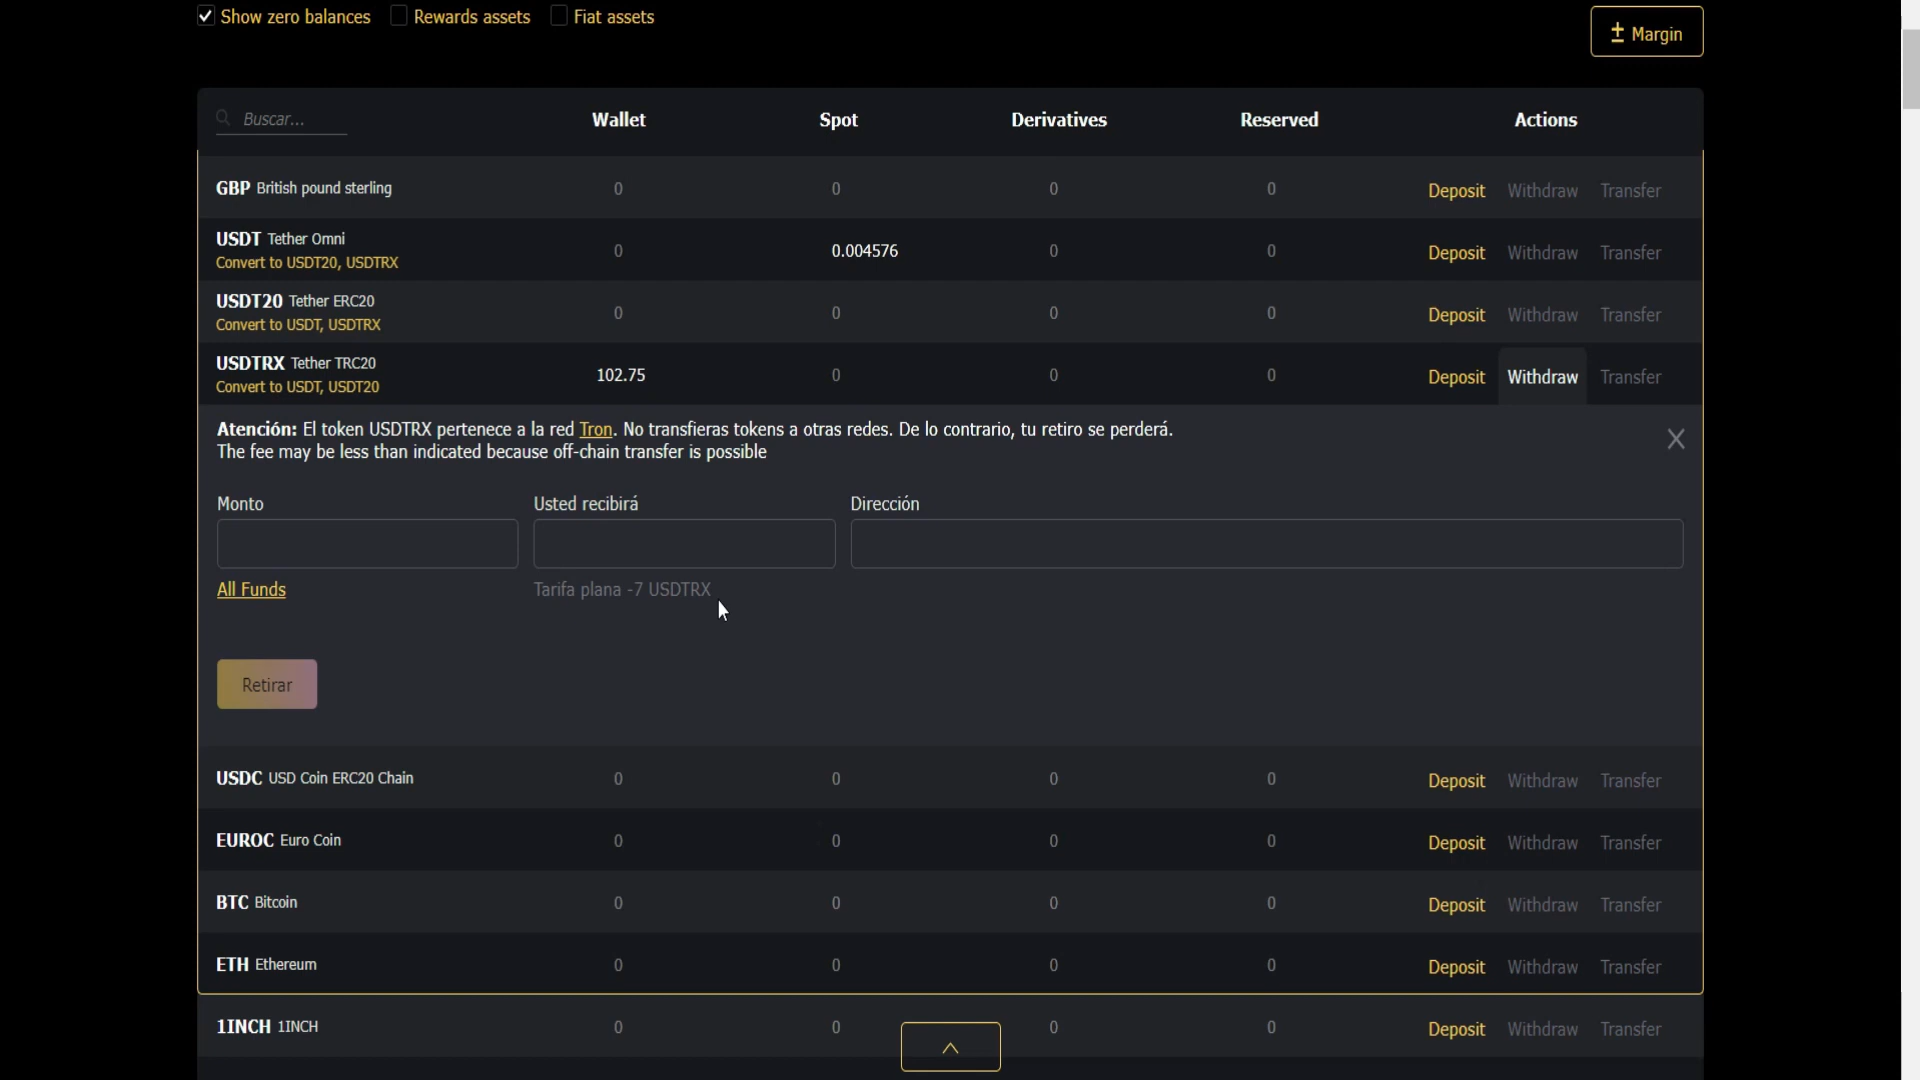 Show zero balances Rewards assets Fiat assets
± Margin
Buscar... Wallet Spot Derivatives Reserved Actions
GBP British pound sterling 0 0 0 0 Deposit Withdraw Transfer
USDT Tether Omni
Convert to USDT20, USDTRX
0 0.004576 0 0 Deposit Withdraw Transfer
USDT20 Tether ERC20
Convert to USDT, USDTRX
0 0 0 0 Deposit Withdraw Transfer
USDTRX Tether TRC20
Convert to USDT, USDT20
102.75 0 0 0 Deposit Withdraw Transfer
Atención: El token USDTRX pertenece a la red Tron. No transfieras tokens a otras redes. De lo contrario, tu retiro se perderá.
The fee may be less than indicated because off-chain transfer is possible
Monto Usted recibirá Dirección
All Funds Tarifa plana -7 USDTRX
Retirar
USDC USD Coin ERC20 Chain 0 0 0 0 Deposit Withdraw Transfer
EUROC Euro Coin 0 0 0 0 Deposit Withdraw Transfer
BTC Bitcoin 0 0 0 0 Deposit Withdraw Transfer
ETH Ethereum 0 0 0 0 Deposit Withdraw Transfer
1INCH 1INCH 0 0 0 0 Deposit Withdraw Transfer